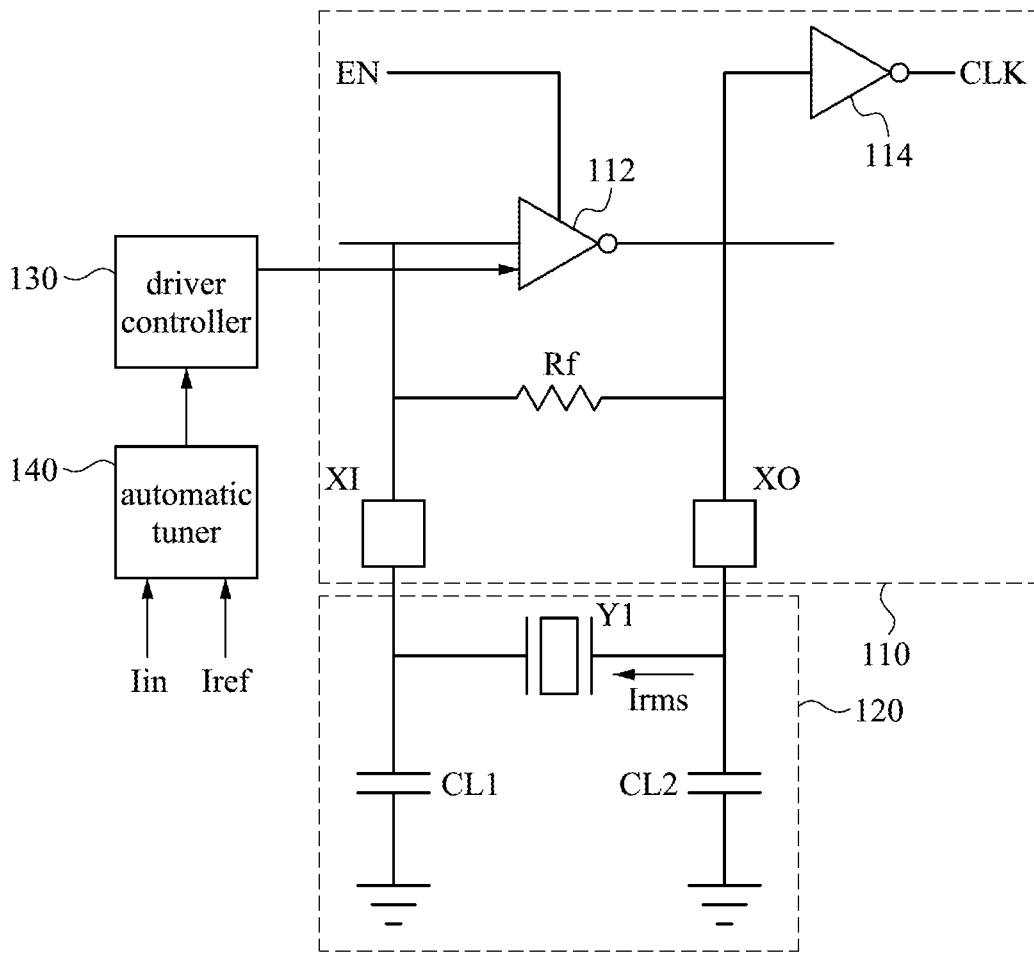 EN
CLK
114
112
130
driver
controller
Rf
140
automatic
tuner
XI
XO
Y1
110
Iin
Iref
Irms
120
CL1
CL2